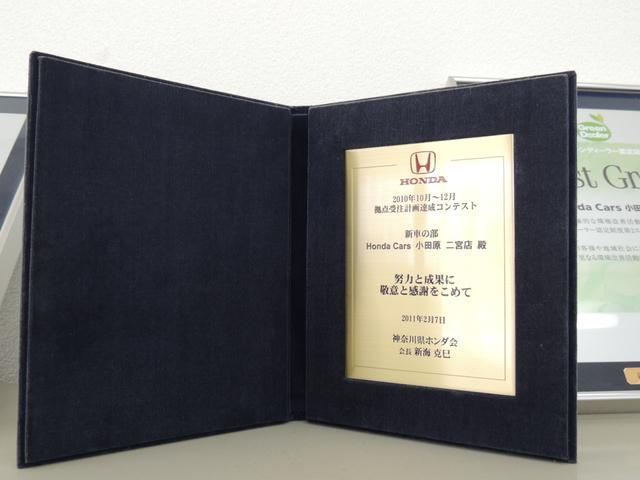 HONDA
2010年10月～12月
拠点受注計画達成コンテスト
新車の部
Honda Cars 小田原 二宮店 殿
努力と成果に
敬意と感謝をこめて
2011年2月7日
神奈川県ホンダ会
会長 新海 克巳
Green
Dealer
st Gr
da Cars 小田